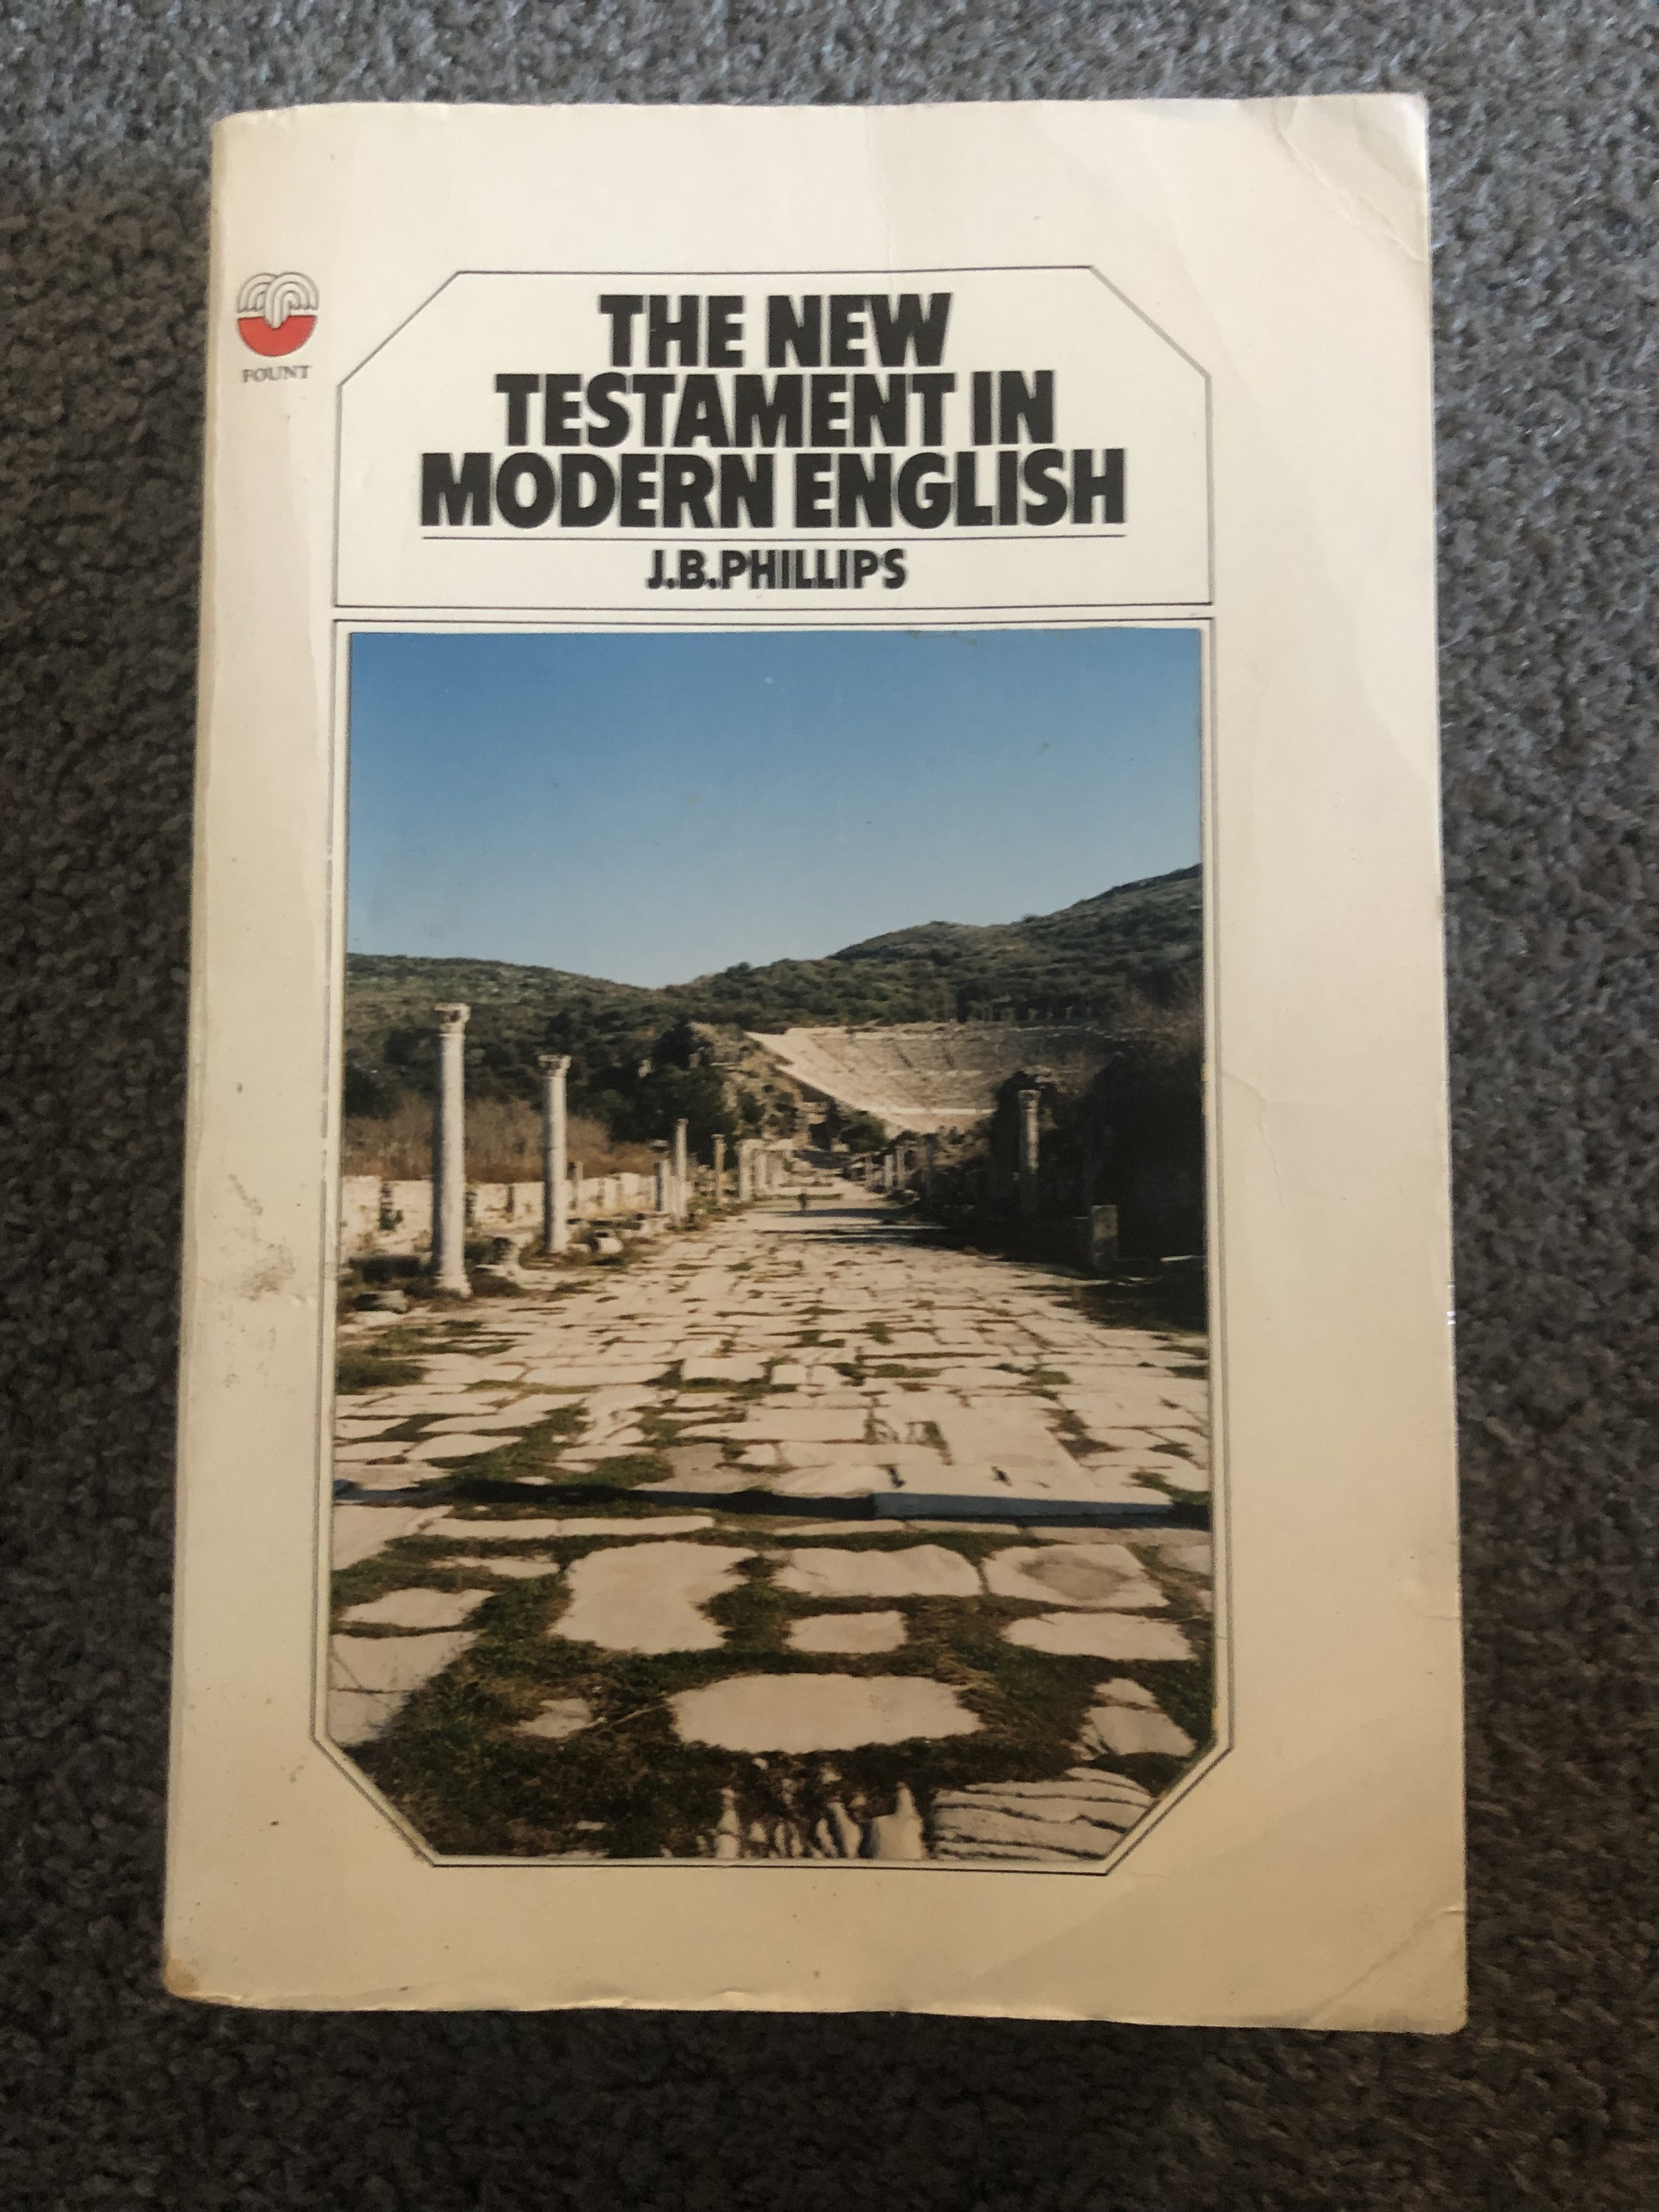 FOUNT
THE NEW
TESTAMENT IN
MODERN ENGLISH
J.B.PHILLIPS